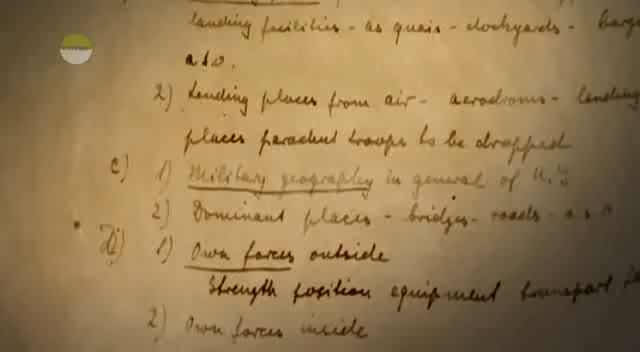 landing facilities - as quais - dockyards - barge
a s o.
2) Landing places from air - aerodroms - landing
places parachut troops to be dropped
c) 1) Military geography in general of
2) Dominant places - bridges - roads - a s o
D) 1) Own forces outside
Strength position equipment transport
2) Own forces inside